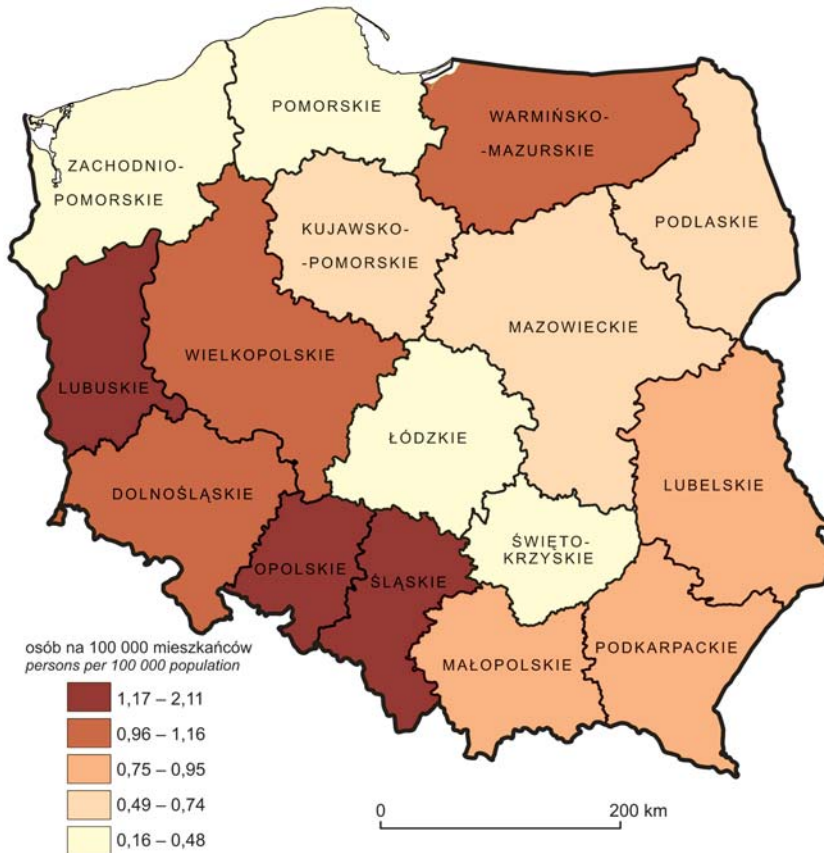 POMORSKIE
WARMIŃSKO-
-MAZURSKIE
ZACHODNIO-
POMORSKIE
PODLASKIE
KUJAWSKO-
-POMORSKIE
MAZOWIECKIE
WIELKOPOLSKIE
LUBUSKIE
ŁÓDZKIE
LUBELSKIE
DOLNOŚLĄSKIE
ŚWIĘTO-
KRZYSKIE
OPOLSKIE
ŚLĄSKIE
PODKARPACKIE
MAŁOPOLSKIE
osób na 100 000 mieszkańców
persons per 100 000 population
1,17 – 2,11
0,96 – 1,16
0,75 – 0,95
0,49 – 0,74
0,16 – 0,48
0 200 km